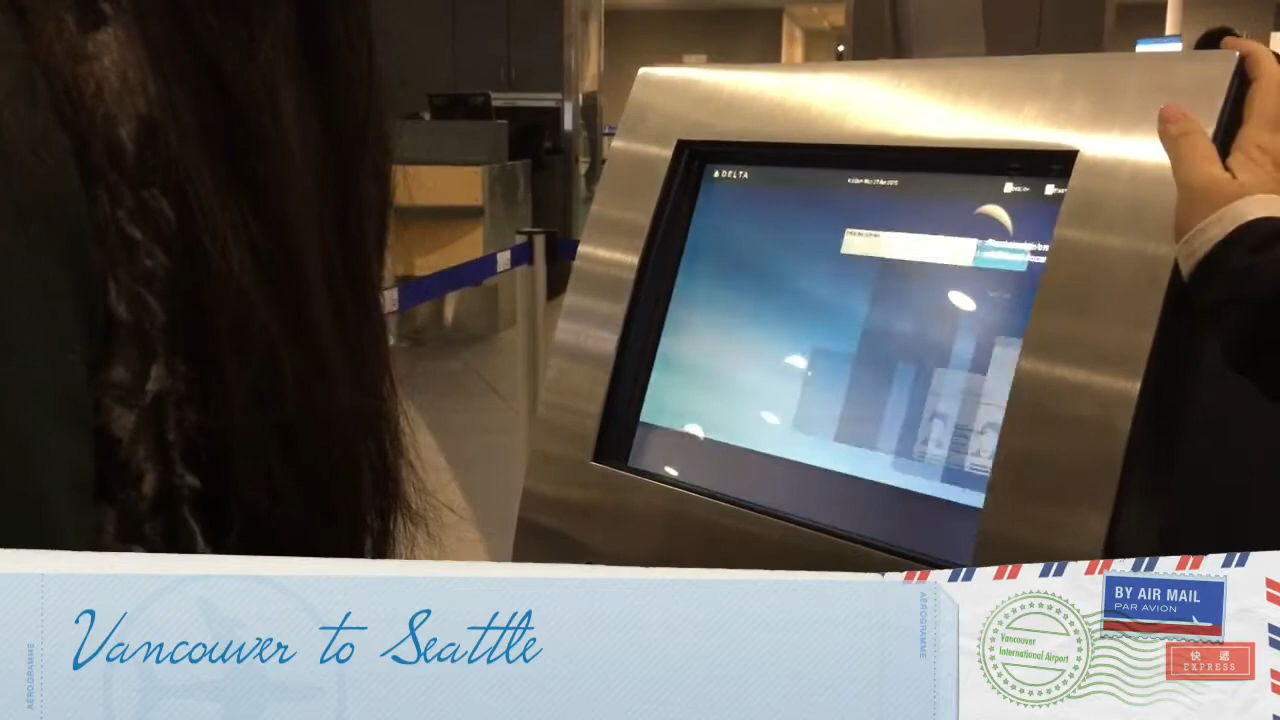 DELTA
Vancouver to Seattle
AÉROGRAMME
AÉROGRAMME
Vancouver
International Airport
BY AIR MAIL
PAR AVION
快遞
EXPRESS